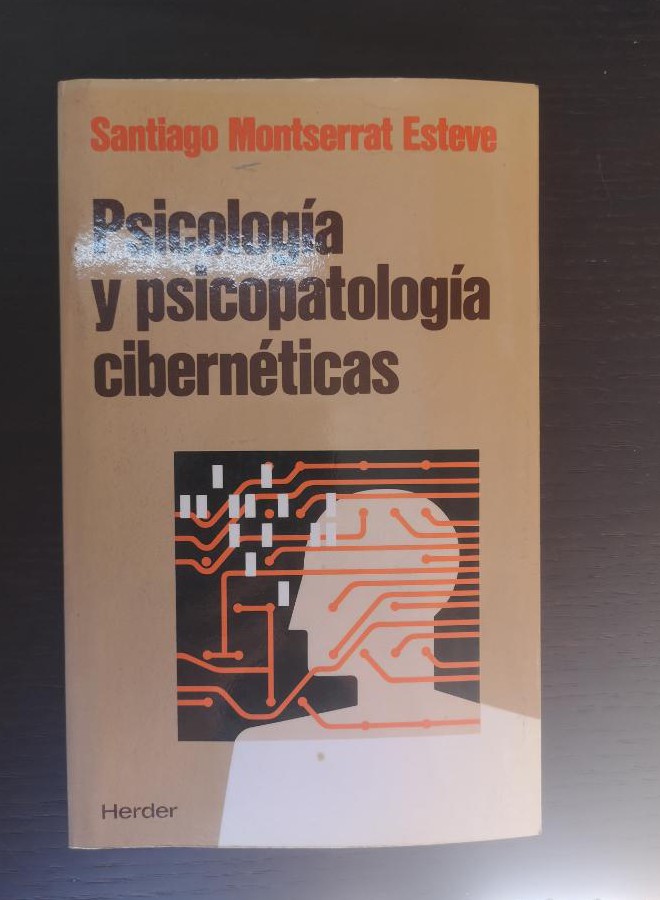 Santiago Montserrat Esteve
Psicología
y psicopatología
cibernéticas
Herder